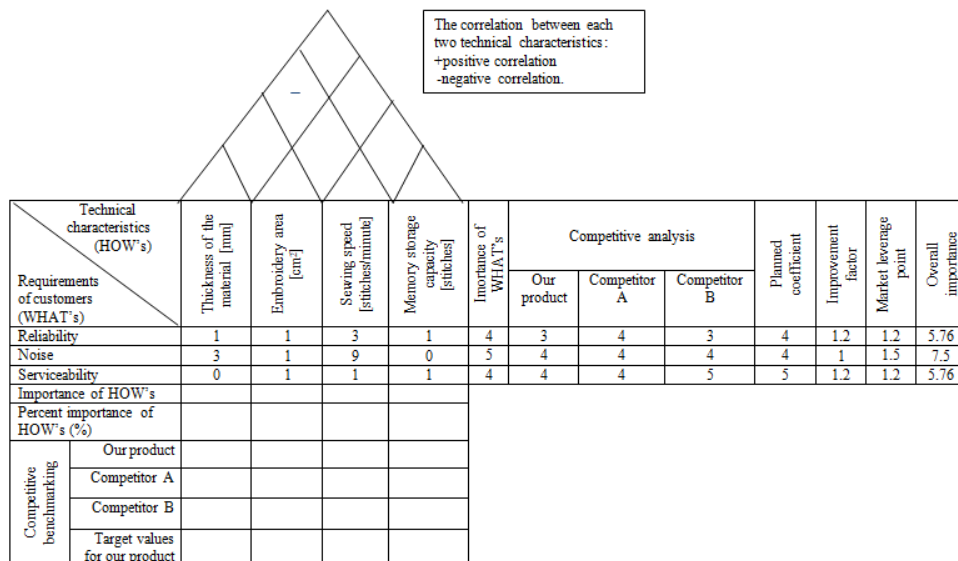 The correlation between each
two technical characteristics:
+positive correlation
-negative correlation.
–
Technical
characteristics
(HOW's)
Requirements
of customers
(WHAT's)
Thickness of the
material [mm]
Embroidery area
[cm²]
Sewing speed
[stitches/minute]
Memory storage
capacity
[stitches]
Imortance of
WHAT's
Competitive analysis
Our
product
Competitor
A
Competitor
B
Planned
coefficient
Improvement
factor
Market leverage
point
Overall
importance
Reliability 1 1 3 1 4 3 4 3 4 1.2 1.2 5.76
Noise 3 1 9 0 5 4 4 4 4 1 1.5 7.5
Serviceability 0 1 1 1 4 4 4 5 5 1.2 1.2 5.76
Importance of HOW's
Percent importance of
HOW's (%)
Competitive
benchmarking
Our product
Competitor A
Competitor B
Target values
for our product